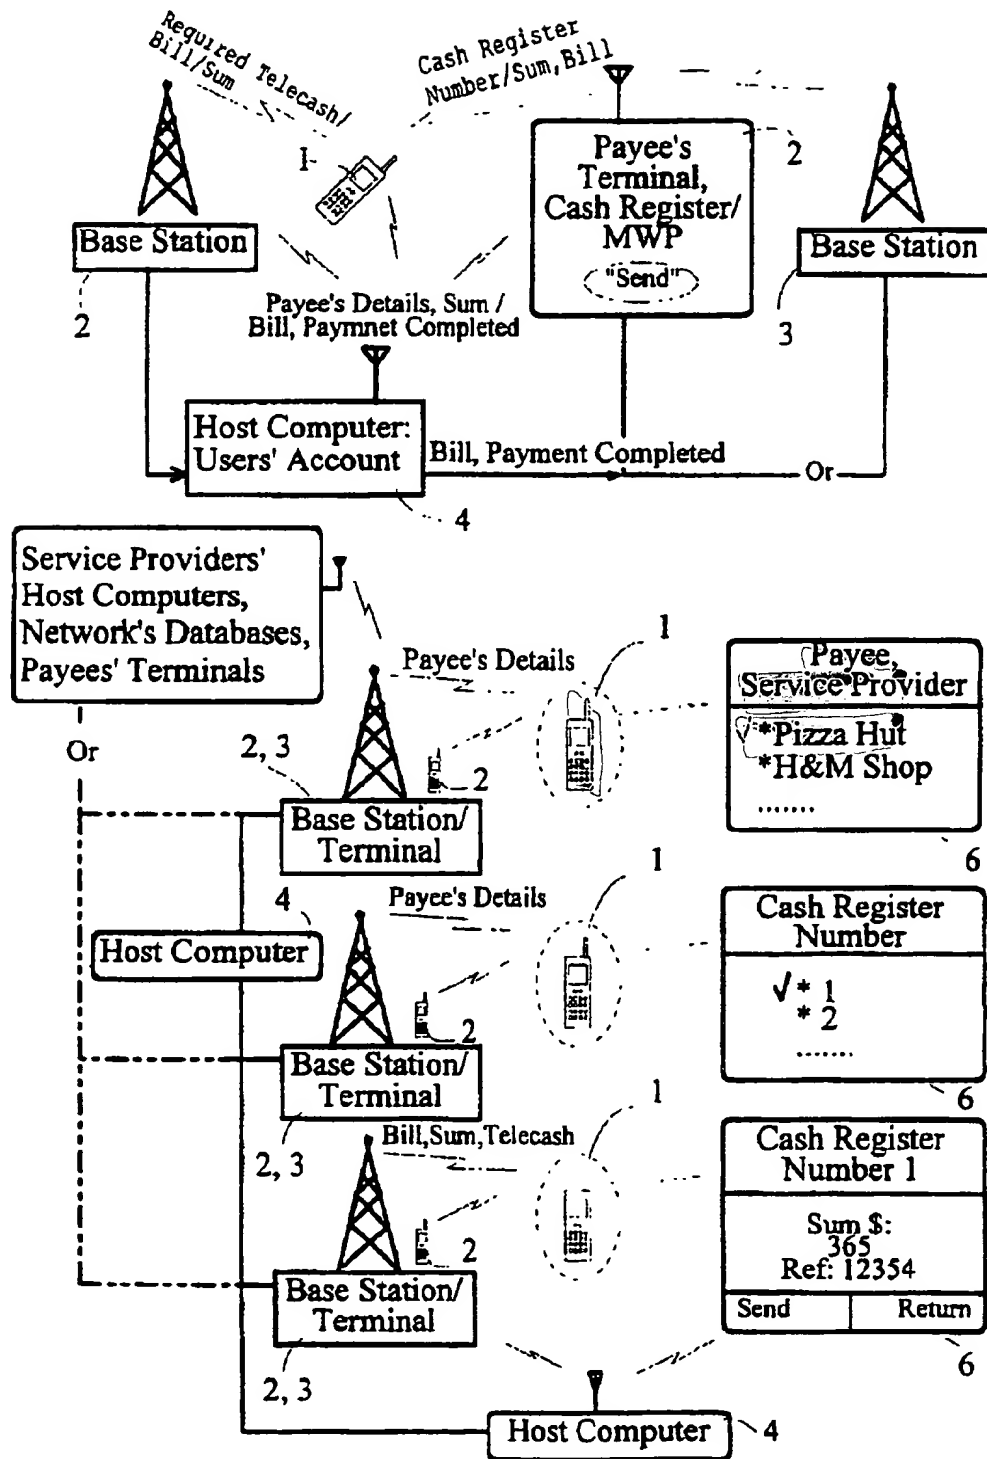 Required Telecash/
Bill/Sum
Cash Register
Number/Sum,Bill
1
Payee's
Terminal,
Cash Register/
MWP
"Send"
2
Base Station
2
Base Station
3
Payee's Details, Sum /
Bill, Paymnet Completed
Host Computer:
Users' Account
Bill, Payment Completed
Or
4
Service Providers'
Host Computers,
Network's Databases,
Payees' Terminals
Or
Payee's Details
1
2, 3
2
Base Station/
Terminal
Payee,
Service Provider
*Pizza Hut
*H&M Shop
.......
6
Payee's Details
1
4
Host Computer
2
Base Station/
Terminal
2, 3
Cash Register
Number
✓ * 1
* 2
.......
6
Bill,Sum,Telecash
1
2
Base Station/
Terminal
2, 3
Cash Register
Number 1
Sum $:
365
Ref: 12354
Send Return
6
Host Computer
4